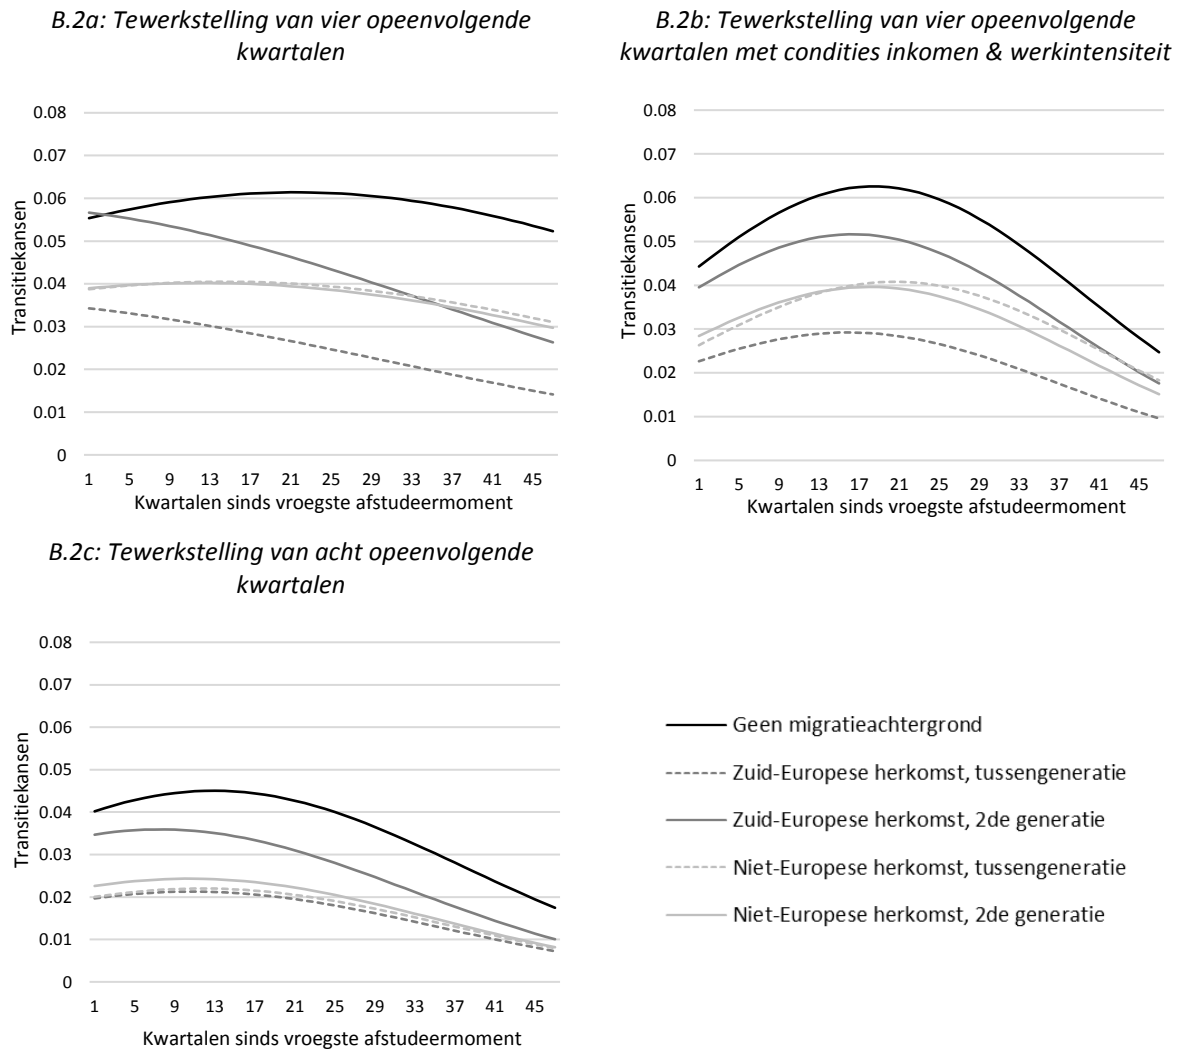 B.2a: Tewerkstelling van vier opeenvolgende
kwartalen
0.08
0.07
0.06
0.05
0.04
0.03
0.02
0.01
0
Transitiekansen
1 5 9 13 17 21 25 29 33 37 41 45
Kwartalen sinds vroegste afstudeermoment
B.2b: Tewerkstelling van vier opeenvolgende
kwartalen met condities inkomen & werkintensiteit
0.08
0.07
0.06
0.05
0.04
0.03
0.02
0.01
0
Transitiekansen
1 5 9 13 17 21 25 29 33 37 41 45
Kwartalen sinds vroegste afstudeermoment
B.2c: Tewerkstelling van acht opeenvolgende
kwartalen
0.08
0.07
0.06
0.05
0.04
0.03
0.02
0.01
0
Transitiekansen
1 5 9 13 17 21 25 29 33 37 41 45
Kwartalen sinds vroegste afstudeermoment
Geen migratieachtergrond
Zuid-Europese herkomst, tussengeneratie
Zuid-Europese herkomst, 2de generatie
Niet-Europese herkomst, tussengeneratie
Niet-Europese herkomst, 2de generatie